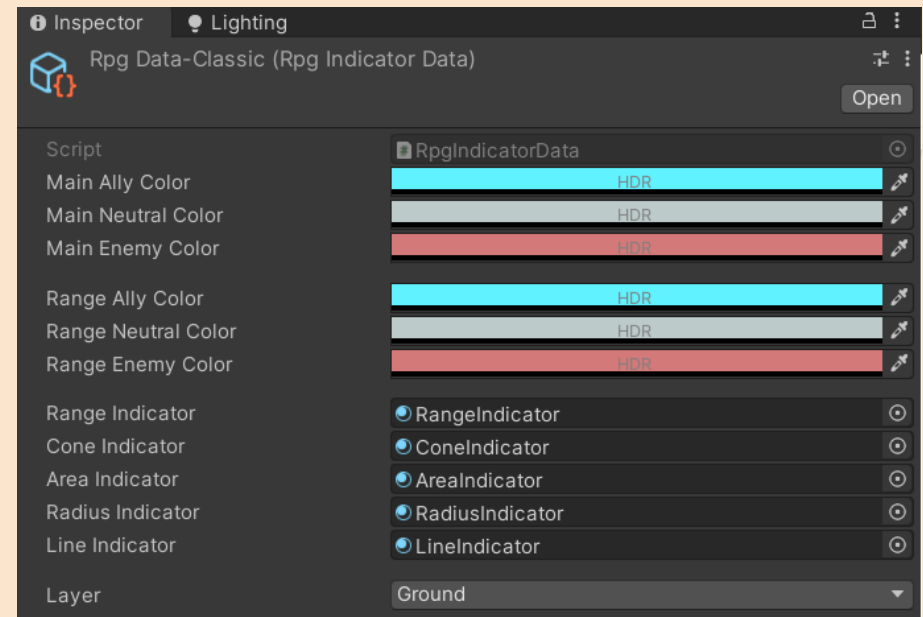 Inspector Lighting
Rpg Data-Classic (Rpg Indicator Data)
Open
Script RpgIndicatorData
Main Ally Color HDR
Main Neutral Color HDR
Main Enemy Color HDR
Range Ally Color HDR
Range Neutral Color HDR
Range Enemy Color HDR
Range Indicator RangeIndicator
Cone Indicator ConeIndicator
Area Indicator AreaIndicator
Radius Indicator RadiusIndicator
Line Indicator LineIndicator
Layer Ground